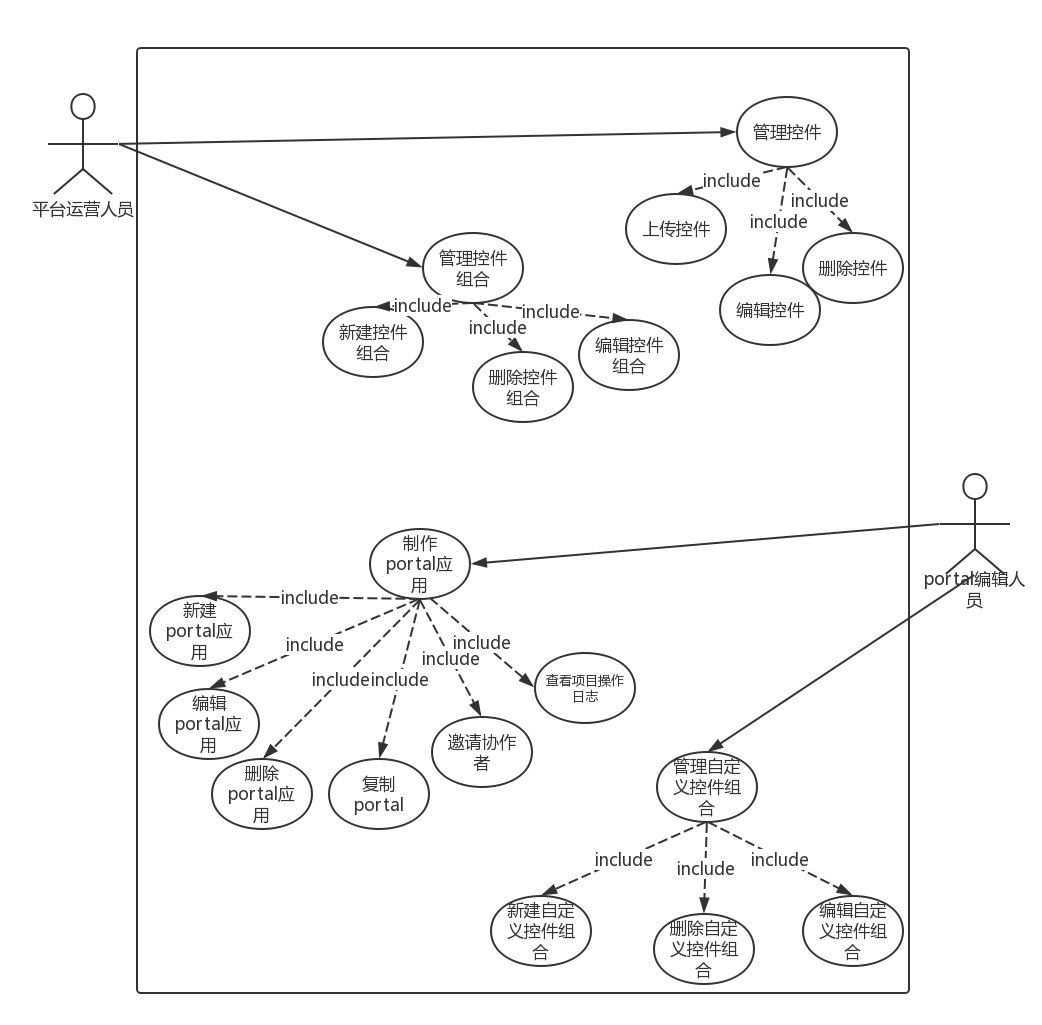 管理控件
include
include
include
平台运营人员
上传控件
删除控件
编辑控件
管理控件
组合
include
include
include
新建控件
组合
删除控件
组合
编辑控件
组合
制作
portal应
用
portal编辑人
员
include
include
include
include
include
include
新建
portal应
用
编辑
portal应
用
删除
portal应
用
复制
portal
邀请协作
者
查看项目操作
日志
管理自定
义控件组
合
include
include
include
新建自定
义控件组
合
删除自定
义控件组
合
编辑自定
义控件组
合